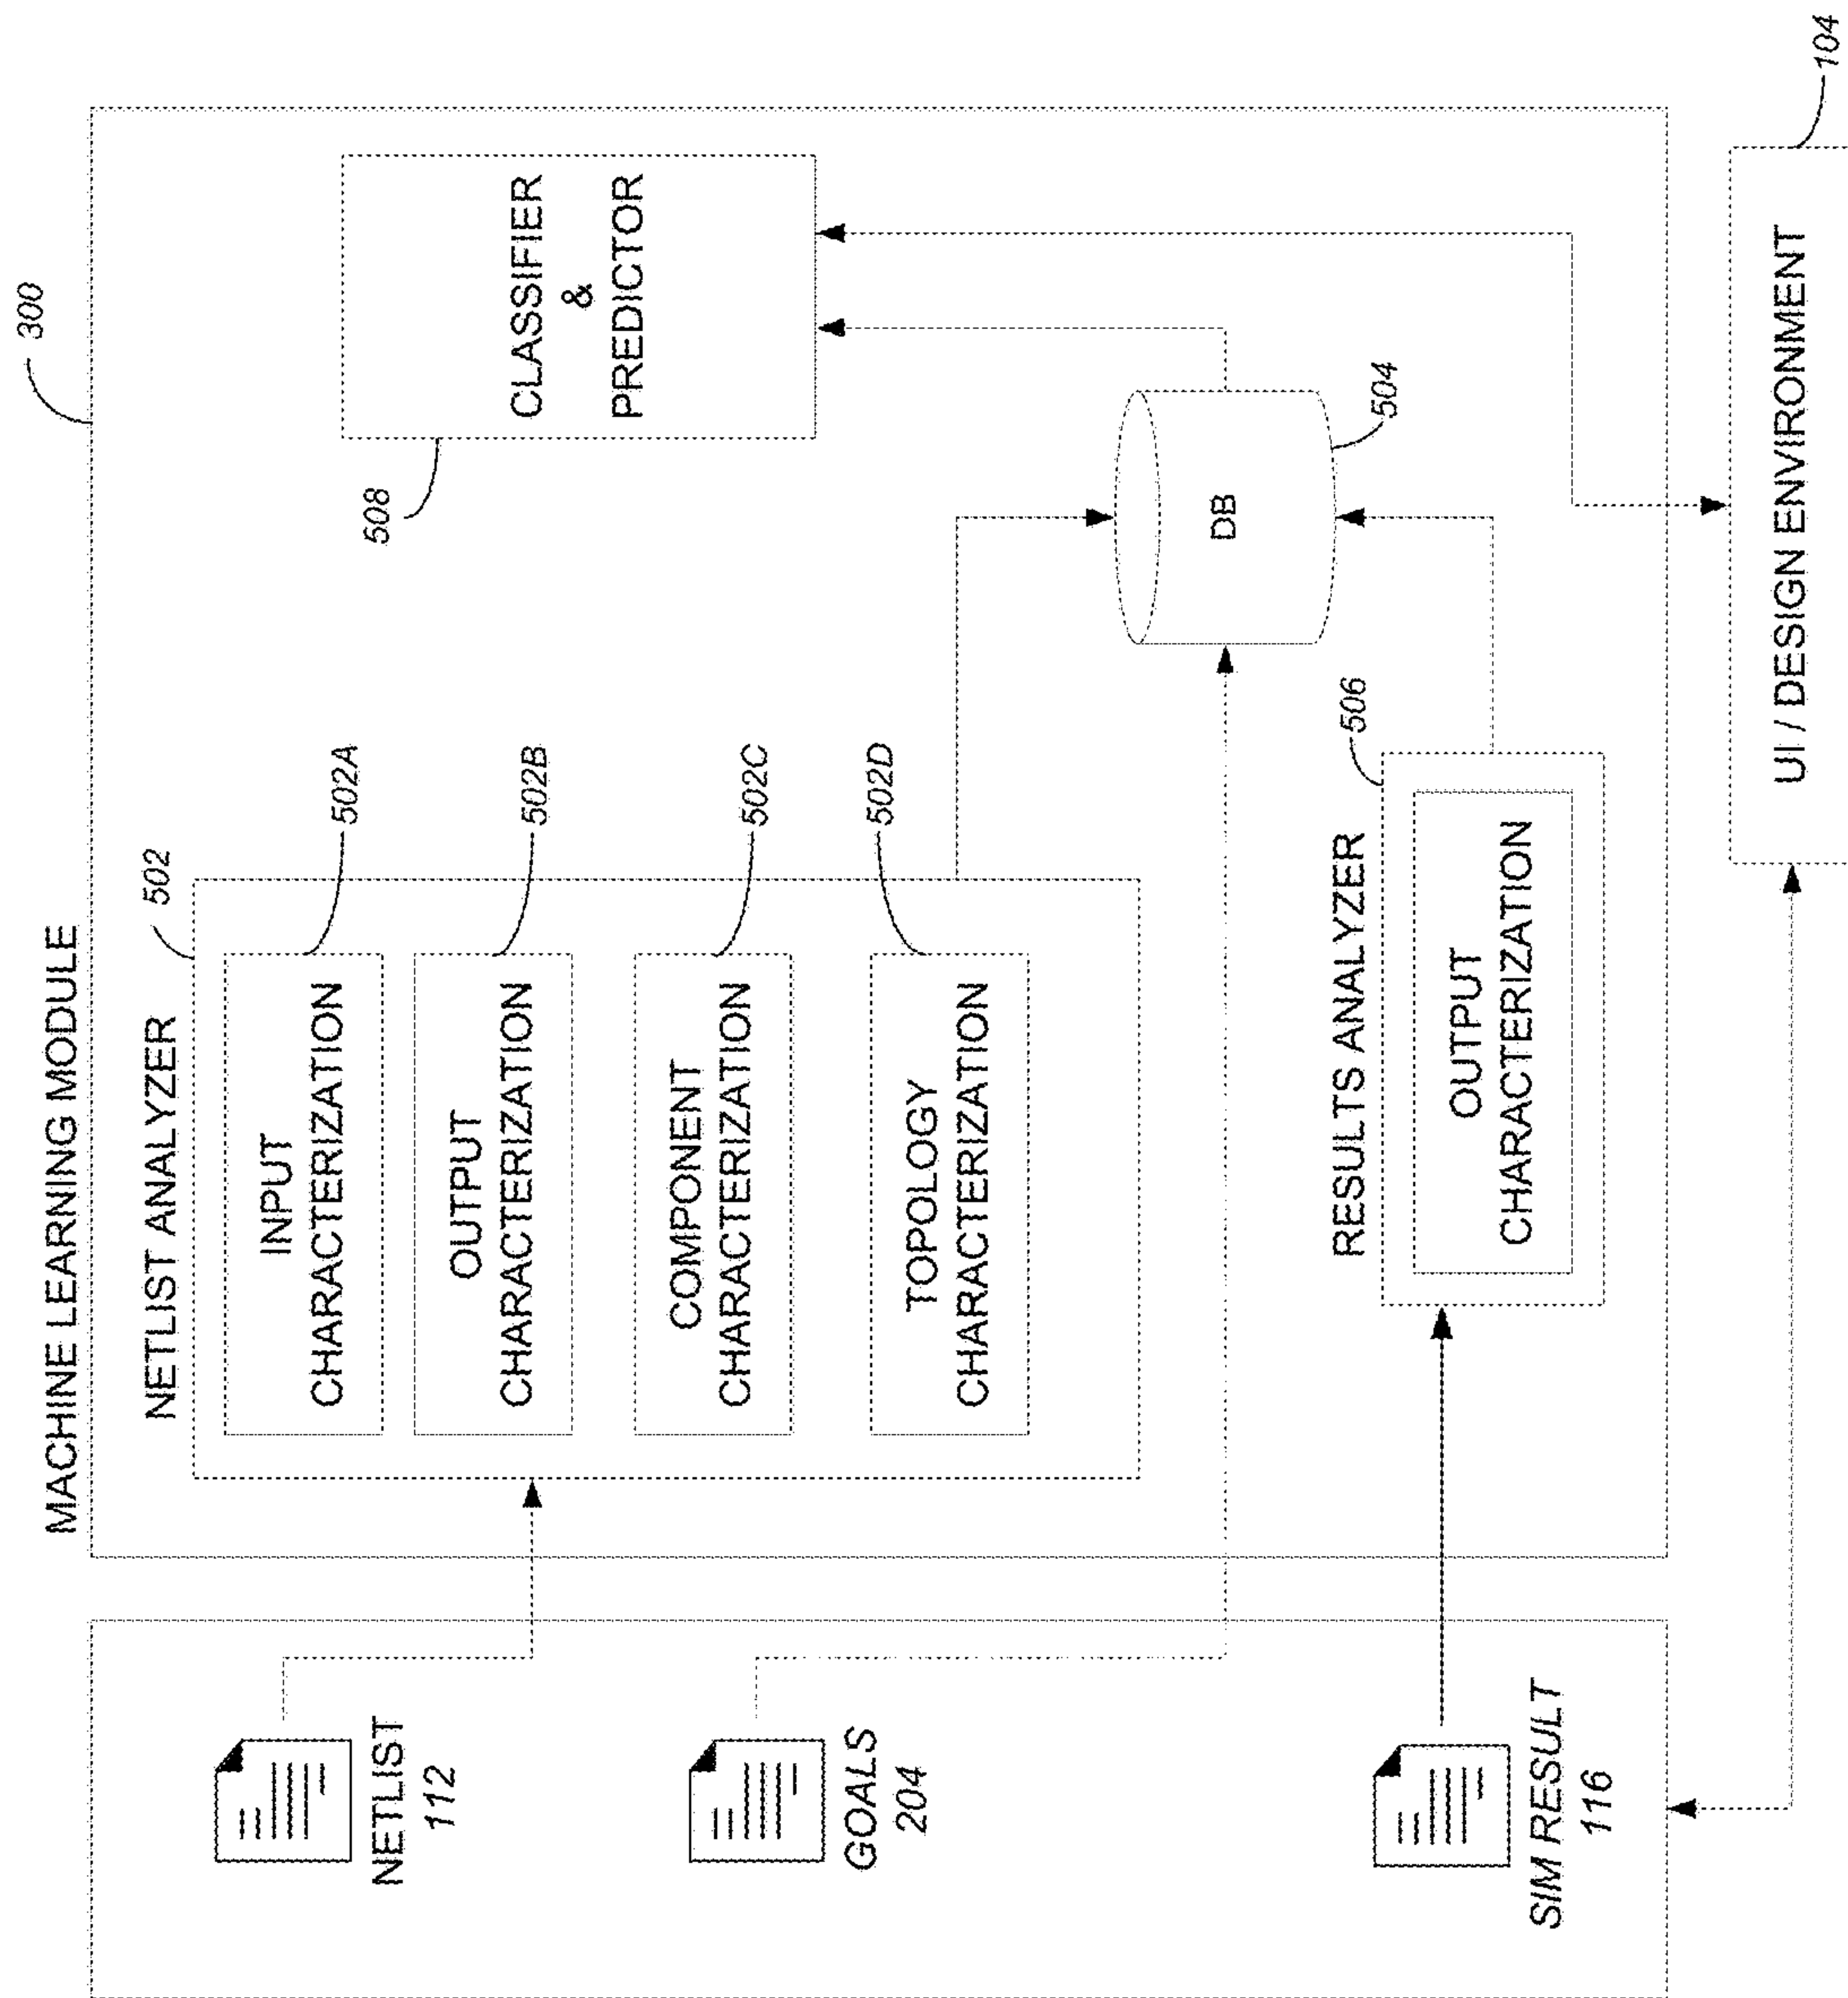 MACHINE LEARNING MODULE
300
NETLIST ANALYZER
502
INPUT
CHARACTERIZATION
502A
OUTPUT
CHARACTERIZATION
502B
COMPONENT
CHARACTERIZATION
502C
TOPOLOGY
CHARACTERIZATION
502D
NETLIST
112
GOALS
204
SIM RESULT
116
CLASSIFIER
&
PREDICTOR
508
DB
504
RESULTS ANALYZER
506
OUTPUT
CHARACTERIZATION
UI / DESIGN ENVIRONMENT
104